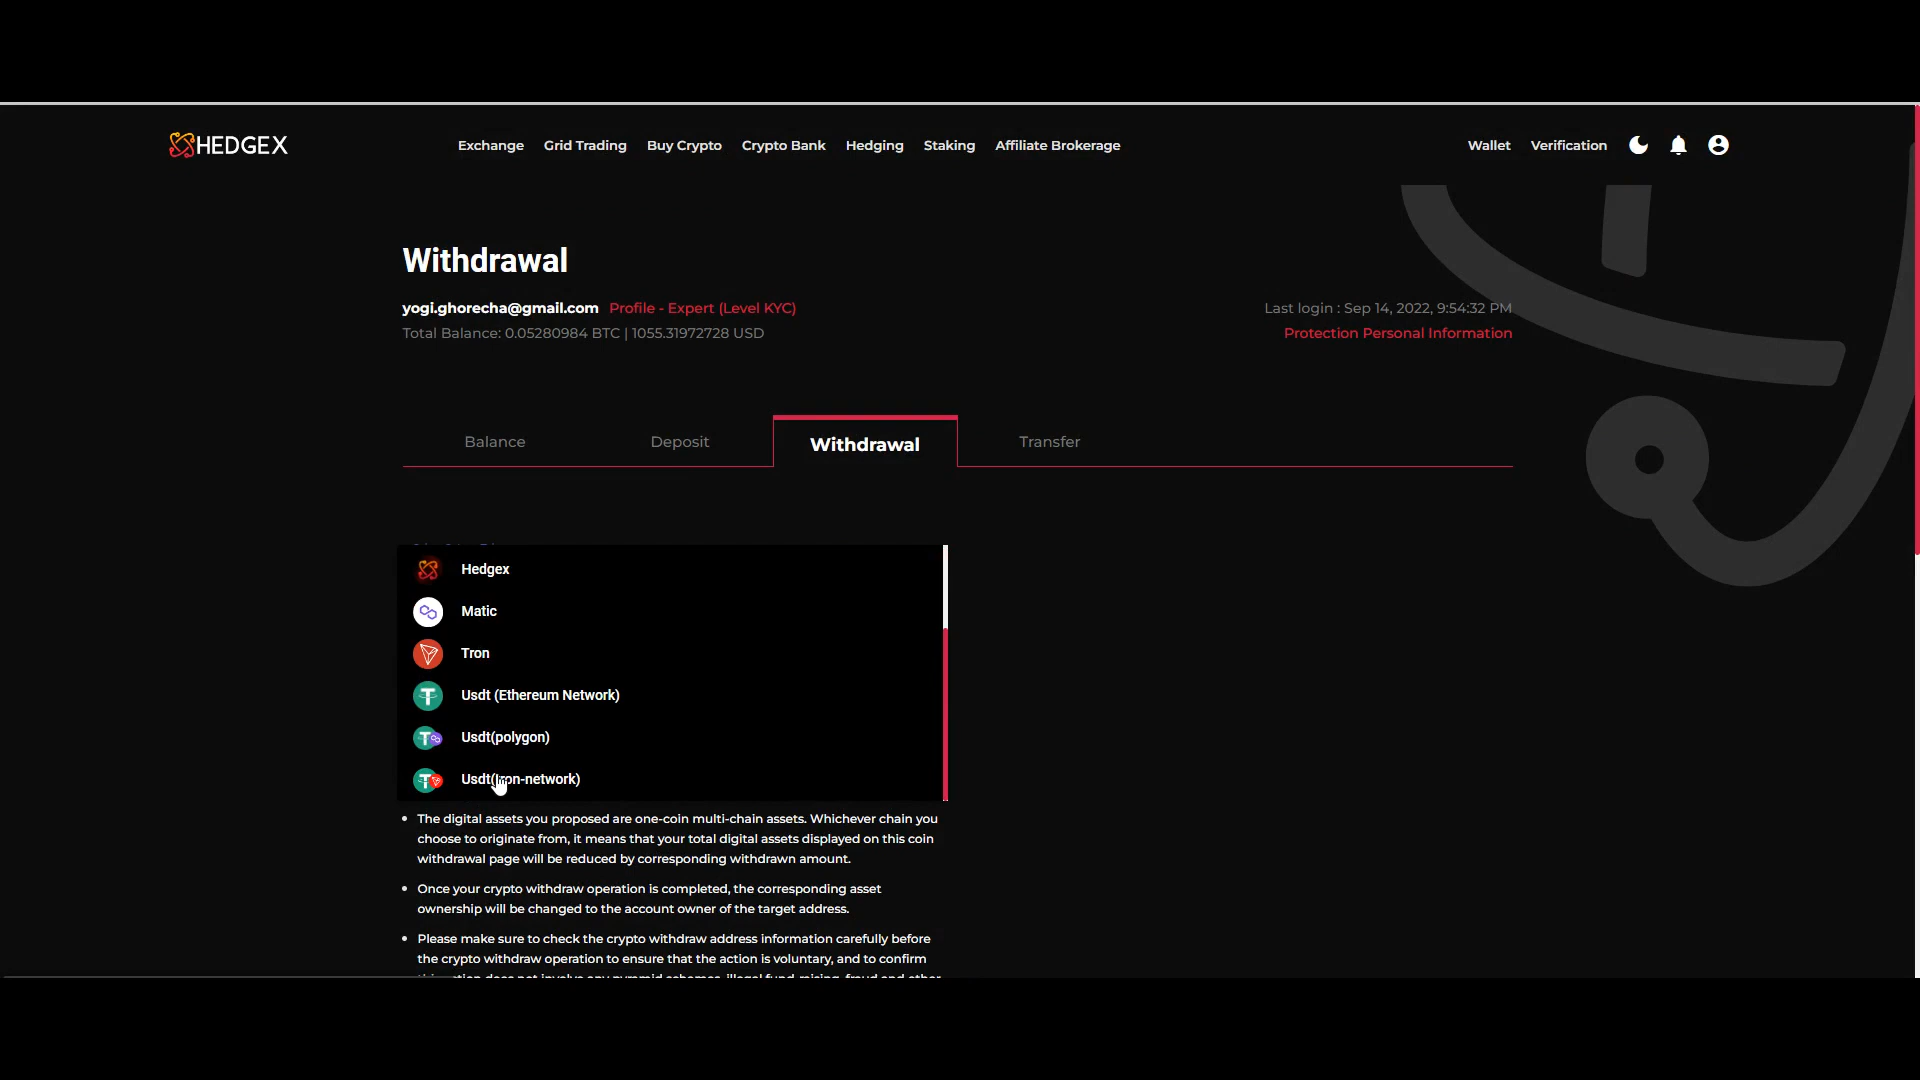 HEDGEX
Exchange Grid Trading Buy Crypto Crypto Bank Hedging Staking Affiliate Brokerage
Wallet Verification
Withdrawal
yogi.ghorecha@gmail.com Profile - Expert (Level KYC)
Last login : Sep 14, 2022, 9:54:32 PM
Total Balance: 0.05280984 BTC | 1055.31972728 USD
Protection Personal Information
Balance Deposit Withdrawal Transfer
Hedgex
Matic
Tron
Usdt (Ethereum Network)
Usdt(polygon)
Usdt(tron-network)
The digital assets you proposed are one-coin multi-chain assets. Whichever chain you
choose to originate from, it means that your total digital assets displayed on this coin
withdrawal page will be reduced by corresponding withdrawn amount.
Once your crypto withdraw operation is completed, the corresponding asset
ownership will be changed to the account owner of the target address.
Please make sure to check the crypto withdraw address information carefully before
the crypto withdraw operation to ensure that the action is voluntary, and to confirm